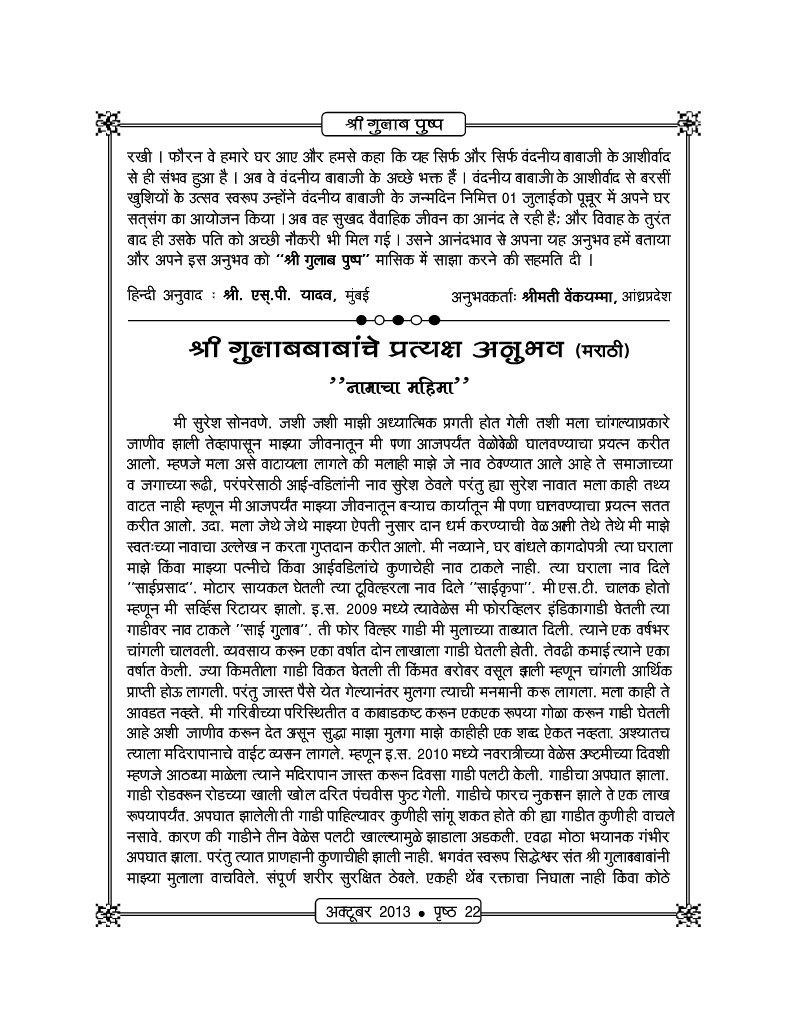 श्री गुलाब पुष्प
रखी । फौरन वे हमारे घर आए और हमसे कहा कि यह सिर्फ और सिर्फ वंदनीय बाबाजी के आशीर्वाद
से ही संभव हुआ है । अब वे वंदनीय बाबाजी के अच्छे भक्त हैं । वंदनीय बाबाजी के आशीर्वाद से बरसीं
खुशियों के उत्सव स्वरूप उन्होंने वंदनीय बाबाजी के जन्मदिन निमित्त 01 जुलाईको पून्नूर में अपने घर
सत्संग का आयोजन किया । अब वह सुखद वैवाहिक जीवन का आनंद ले रही है; और विवाह के तुरंत
बाद ही उसके पति को अच्छी नौकरी भी मिल गई । उसने आनंदभाव से अपना यह अनुभव हमें बताया
और अपने इस अनुभव को ”श्री गुलाब पुष्प” मासिक में साझा करने की सहमति दी ।
हिन्दी अनुवाद : श्री. एस्.पी. यादव, मुंबई अनुभवकर्ताः श्रीमती वेंकयम्मा, आंध्रप्रदेश
श्री गुलाबबाबांचे प्रत्यक्ष अनुभव (मराठी)
”नामाचा महिमा”
मी सुरेश सोनवणे. जशी जशी माझी अध्यात्मिक प्रगती होत गेली तशी मला चांगल्याप्रकारे
जाणीव झाली तेव्हापासून माझ्या जीवनातून मी पणा आजपर्यंत वेळोवेळी घालवण्याचा प्रयत्न करीत
आलो. म्हणजे मला असे वाटायला लागले की मलाही माझे जे नाव ठेवण्यात आले आहे ते समाजाच्या
व जगाच्या रूढी, परंपरेसाठी आई-वडिलांनी नाव सुरेश ठेवले परंतु ह्या सुरेश नावात मला काही तथ्य
वाटत नाही म्हणून मी आजपर्यंत माझ्या जीवनातून बऱ्याच कार्यातून मी पणा घालवण्याचा प्रयत्न सतत
करीत आलो. उदा. मला जेथे जेथे माझ्या ऐपती नुसार दान धर्म करण्याची वेळ आली तेथे तेथे मी माझे
स्वतःच्या नावाचा उल्लेख न करता गुप्तदान करीत आलो. मी नव्याने, घर बांधले कागदोपत्री त्या घराला
माझे किंवा माझ्या पत्नीचे किंवा आईवडिलांचे कुणाचेही नाव टाकले नाही. त्या घराला नाव दिले
”साईप्रसाद”. मोटार सायकल घेतली त्या टूविल्हरला नाव दिले ”साईकृपा”. मी एस.टी. चालक होतो
म्हणून मी सर्व्हिस रिटायर झालो. इ.स. 2009 मध्ये त्यावेळेस मी फोरव्हिलर इंडिकागाडी घेतली त्या
गाडीवर नाव टाकले ”साई गुलाब”. ती फोर विल्हर गाडी मी मुलाच्या ताब्यात दिली. त्याने एक वर्षभर
चांगली चालवली. व्यवसाय करून एका वर्षात दोन लाखाला गाडी घेतली होती. तेवढी कमाई त्याने एका
वर्षात केली. ज्या किमतीला गाडी विकत घेतली ती किंमत बरोबर वसूल झाली म्हणून चांगली आर्थिक
प्राप्ती होऊ लागली. परंतु जास्त पैसे येत गेल्यानंतर मुलगा त्याची मनमानी करू लागला. मला काही ते
आवडत नव्हते. मी गरिबीच्या परिस्थितीत व काबाडकष्ट करून एकएक रूपया गोळा करून गाडी घेतली
आहे अशी जाणीव करून देत असून सुद्धा माझा मुलगा माझे काहीही एक शब्द ऐकत नव्हता. अश्यातच
त्याला मदिरापानाचे वाईट व्यसन लागले. म्हणून इ.स. 2010 मध्ये नवरात्रीच्या वेळेस अष्टमीच्या दिवशी
म्हणजे आठव्या माळेला त्याने मदिरापान जास्त करून दिवसा गाडी पलटी केली. गाडीचा अपघात झाला.
गाडी रोडवरून रोडच्या खाली खोल दरित पंचवीस फुट गेली. गाडीचे फारच नुकसन झाले ते एक लाख
रूपयापर्यंत. अपघात झालेली ती गाडी पाहिल्यावर कुणीही सांगू शकत होते की ह्या गाडीत कुणीही वाचले
नसावे. कारण की गाडीने तीन वेळेस पलटी खाल्ल्यामुळे झाडाला अडकली. एवढा मोठा भयानक गंभीर
अपघात झाला. परंतु त्यात प्राणहानी कुणाचीही झाली नाही. भगवंत स्वरूप सिद्धेश्वर संत श्री गुलाबबाबांनी
माझ्या मुलाला वाचविले. संपूर्ण शरीर सुरक्षित ठेवले. एकही थेंब रक्ताचा निघाला नाही किंवा कोठे
अक्टूबर 2013 ● पृष्ठ 22